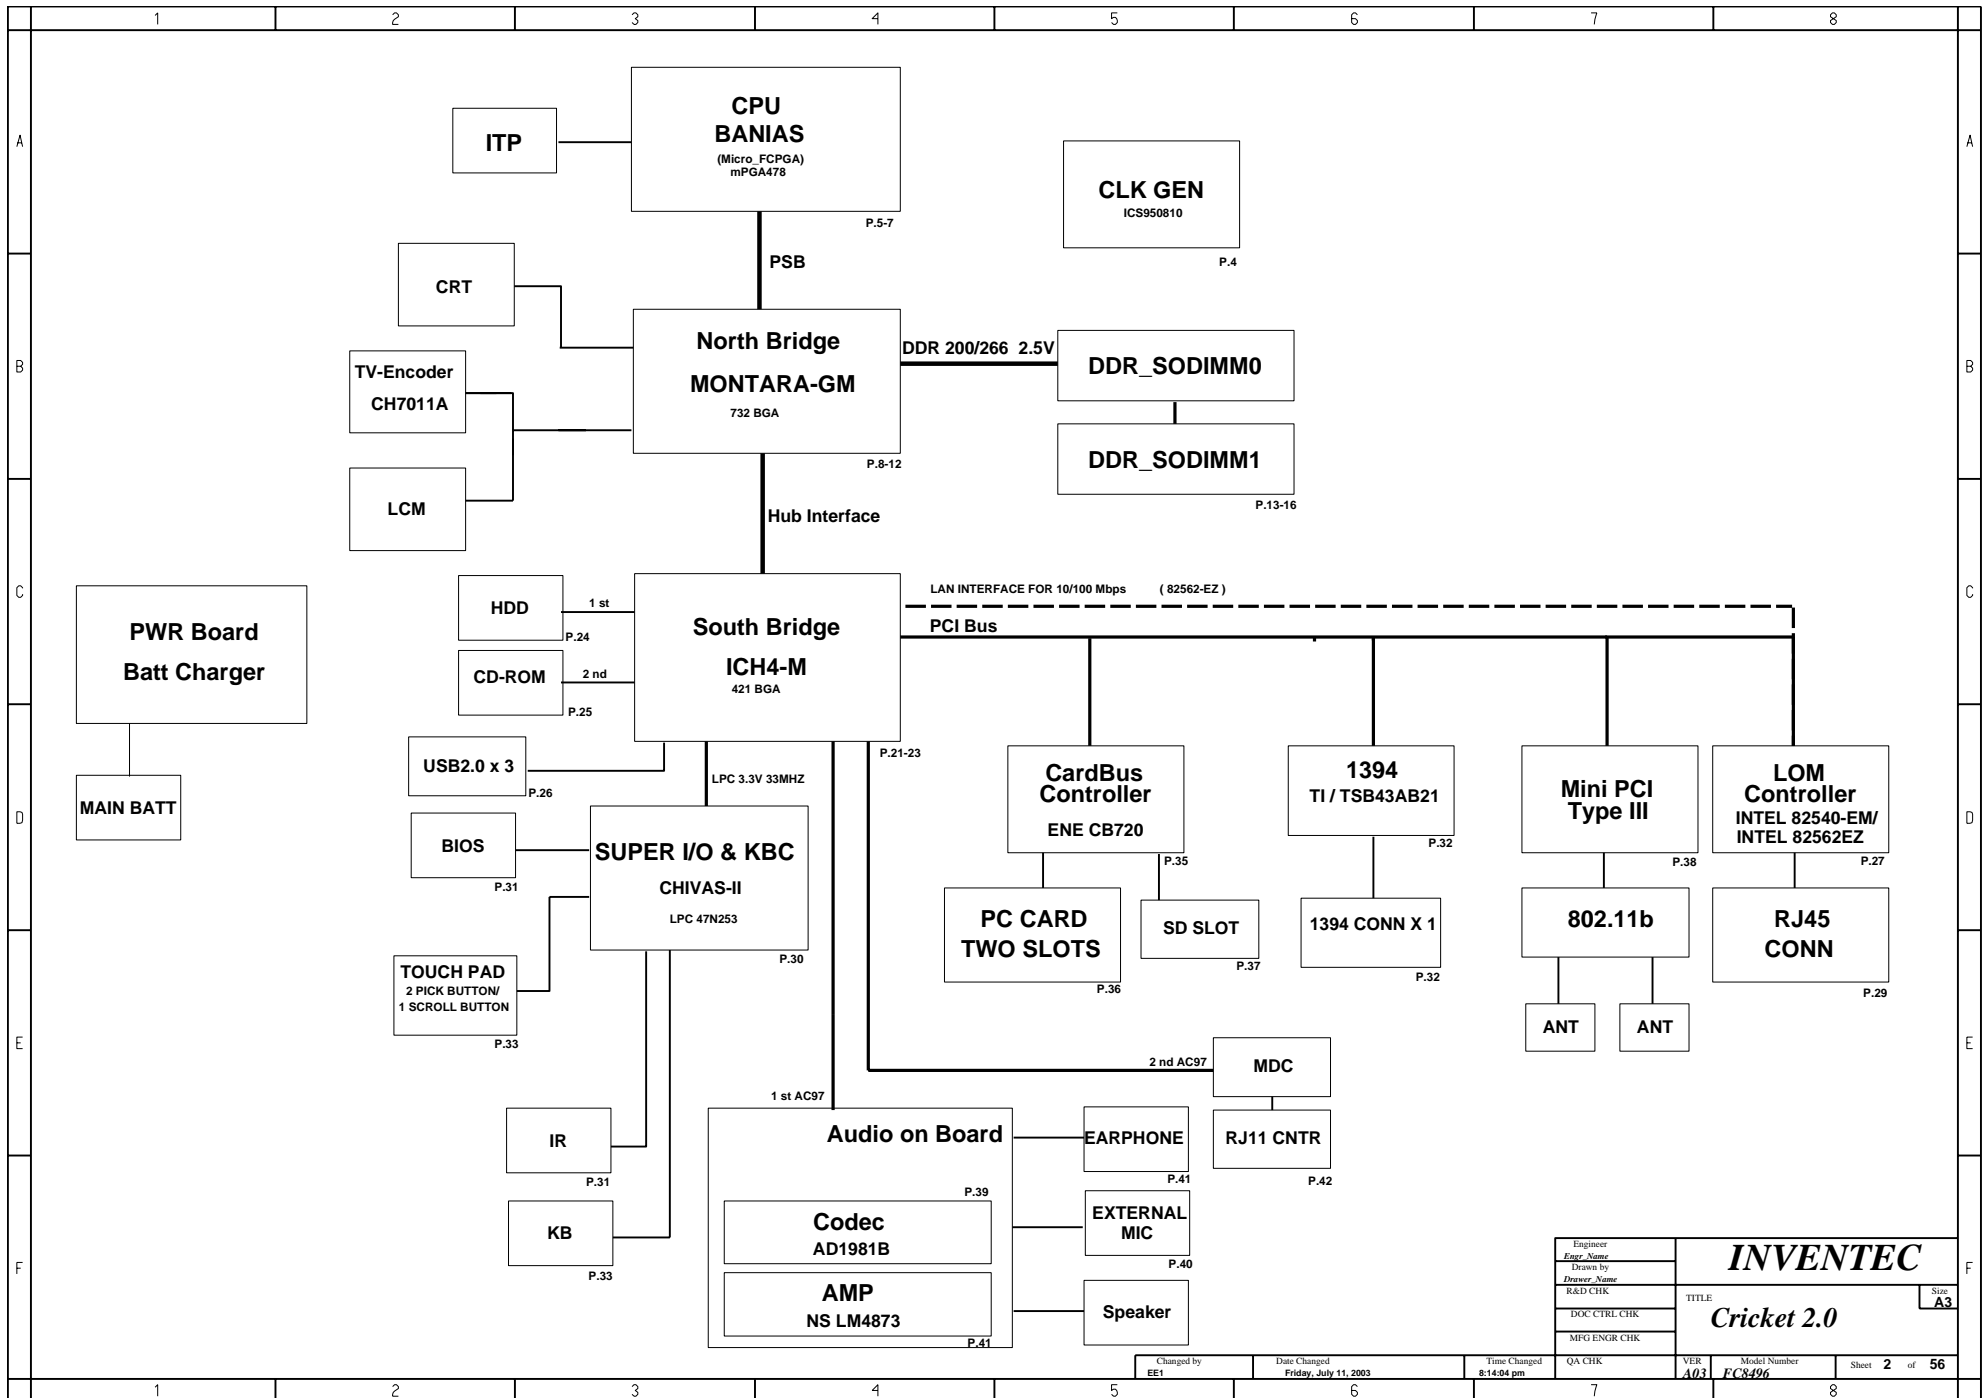 1 2 3 4 5 6 7 8
A
A
B
B
C
C
D
D
E
E
F
F
ITP
CPU
BANIAS
(Micro_FCPGA)
mPGA478
P.5-7
CLK GEN
ICS950810
P.4
PSB
CRT
TV-Encoder
CH7011A
LCM
North Bridge
MONTARA-GM
732 BGA
P.8-12
DDR 200/266 2.5V
DDR_SODIMM0
DDR_SODIMM1
P.13-16
Hub Interface
PWR Board
Batt Charger
MAIN BATT
HDD
1 st
P.24
CD-ROM
2 nd
P.25
South Bridge
ICH4-M
421 BGA
P.21-23
LAN INTERFACE FOR 10/100 Mbps ( 82562-EZ )
PCI Bus
USB2.0 x 3
P.26
LPC 3.3V 33MHZ
BIOS
P.31
SUPER I/O & KBC
CHIVAS-II
LPC 47N253
P.30
TOUCH PAD
2 PICK BUTTON/
1 SCROLL BUTTON
P.33
IR
P.31
KB
P.33
CardBus
Controller
ENE CB720
P.35
PC CARD
TWO SLOTS
P.36
SD SLOT
P.37
1394
TI / TSB43AB21
P.32
1394 CONN X 1
P.32
Mini PCI
Type III
P.38
802.11b
ANT
ANT
LOM
Controller
INTEL 82540-EM/
INTEL 82562EZ
P.27
RJ45
CONN
P.29
2 nd AC97
MDC
RJ11 CNTR
P.42
1 st AC97
Audio on Board
P.39
Codec
AD1981B
AMP
NS LM4873
P.41
EARPHONE
P.41
EXTERNAL
MIC
P.40
Speaker
Engineer
Engr_Name
Drawn by
Drawer_Name
R&D CHK
DOC CTRL CHK
MFG ENGR CHK
QA CHK
INVENTEC
TITLE
Cricket 2.0
Size
A3
Changed by
EE1
Date Changed
Friday, July 11, 2003
Time Changed
8:14:04 pm
VER
A03
Model Number
FC8496
Sheet 2 of 56
1 2 3 4 5 6 7 8